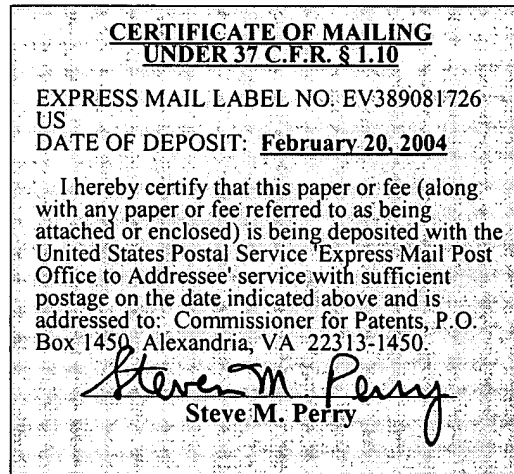 CERTIFICATE OF MAILING
UNDER 37 C.F.R. § 1.10
EXPRESS MAIL LABEL NO. EV389081726
US
DATE OF DEPOSIT: February 20, 2004
I hereby certify that this paper or fee (along
with any paper or fee referred to as being
attached or enclosed) is being deposited with the
United States Postal Service 'Express Mail Post
Office to Addressee' service with sufficient
postage on the date indicated above and is
addressed to: Commissioner for Patents, P.O.
Box 1450, Alexandria, VA 22313-1450.
Steven M. Perry
Steve M. Perry